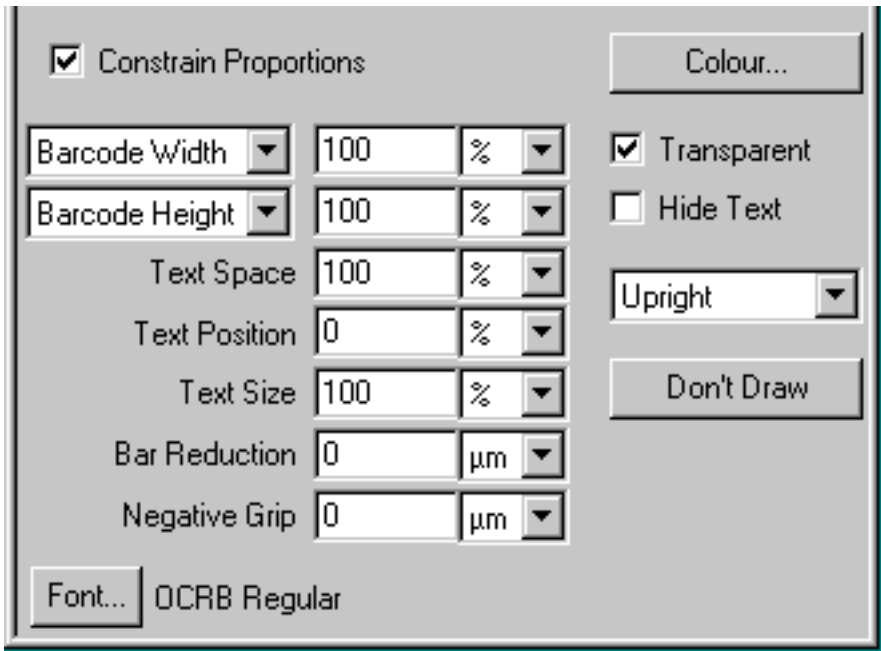 Constrain Proportions
Colour...
Barcode Width 100 %
Transparent
Barcode Height 100 %
Hide Text
Text Space 100 %
Upright
Text Position 0 %
Text Size 100 %
Don't Draw
Bar Reduction 0 µm
Negative Grip 0 µm
Font... OCRB Regular